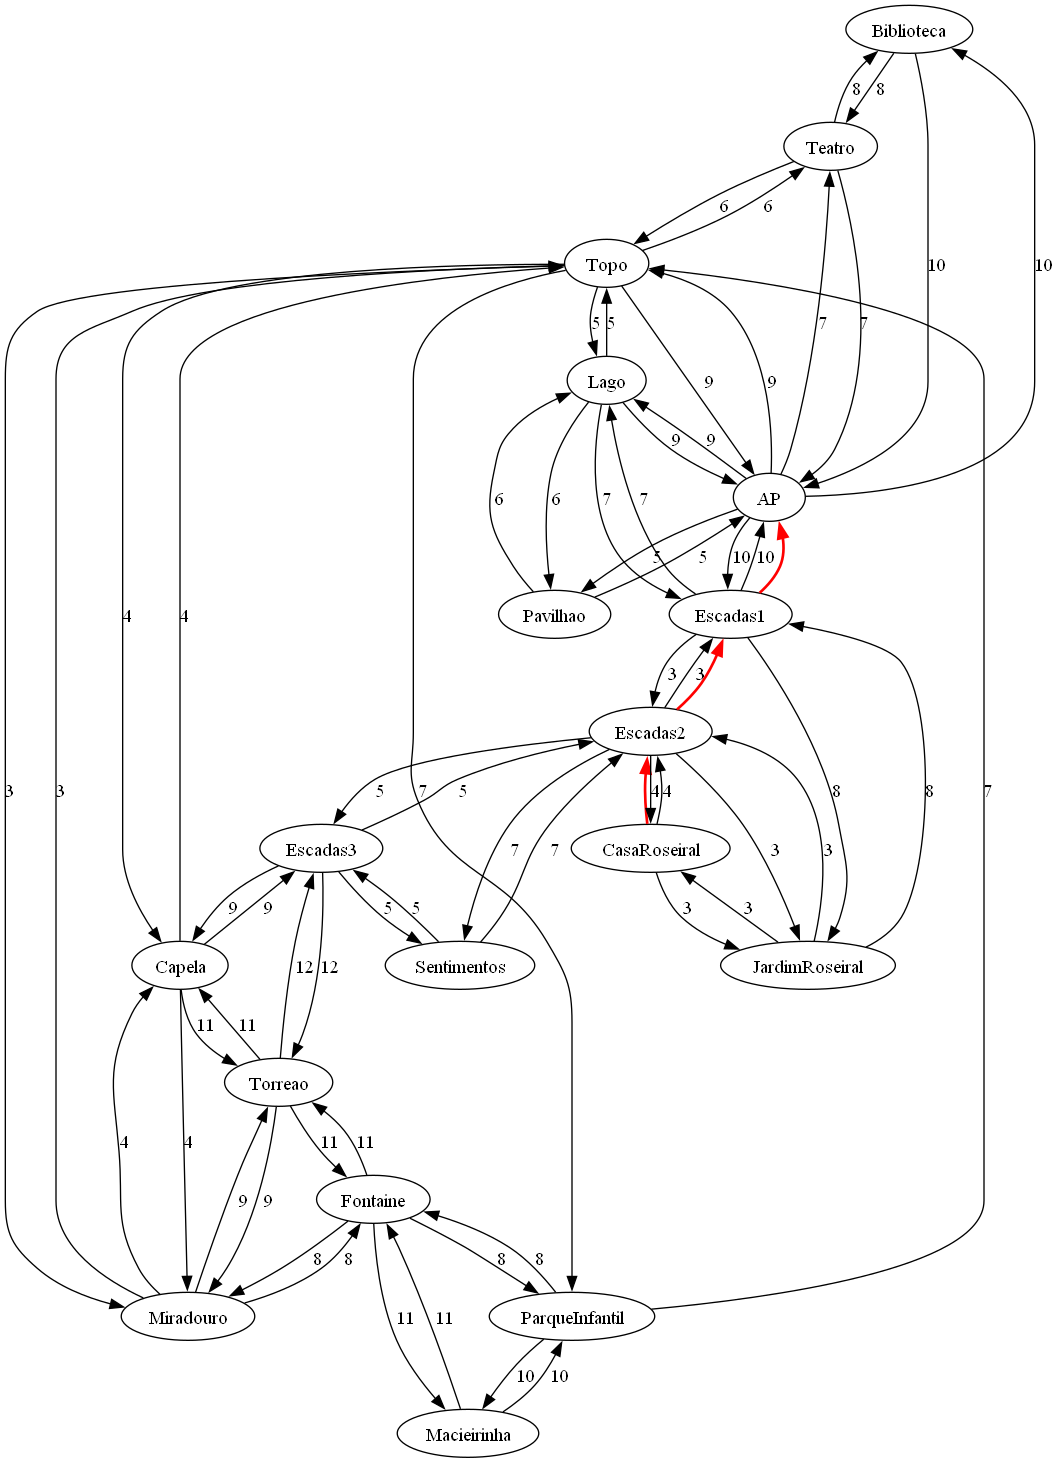 Biblioteca
8 8
Teatro
6 6
Topo
10 10
5 5 9 9 7 7
Lago
9 9
6 6 7 7
AP
5 5 10 10
Pavilhao Escadas1
4 4
3 3
Escadas2
3 3 5 7 5 4 4 8 8 7
7 7 3 3
Escadas3 CasaRoseiral
9 9 5 5 3 3
Capela Sentimentos JardimRoseiral
12 12
11 11
Torreao
4 4 11 11
9 9
Fontaine
8 8 8 8
Miradouro ParqueInfantil
11 11
10 10
Macieirinha